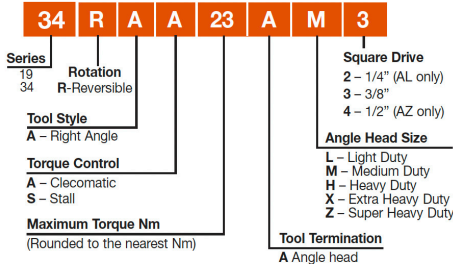 34 R A A 23 A M 3
Series
19
34
Rotation
R-Reversible
Tool Style
A – Right Angle
Torque Control
A – Clecomatic
S – Stall
Maximum Torque Nm
(Rounded to the nearest Nm)
Square Drive
2 – 1/4” (AL only)
3 – 3/8”
4 – 1/2” (AZ only)
Angle Head Size
L – Light Duty
M – Medium Duty
H – Heavy Duty
X – Extra Heavy Duty
Z – Super Heavy Duty
Tool Termination
A Angle head